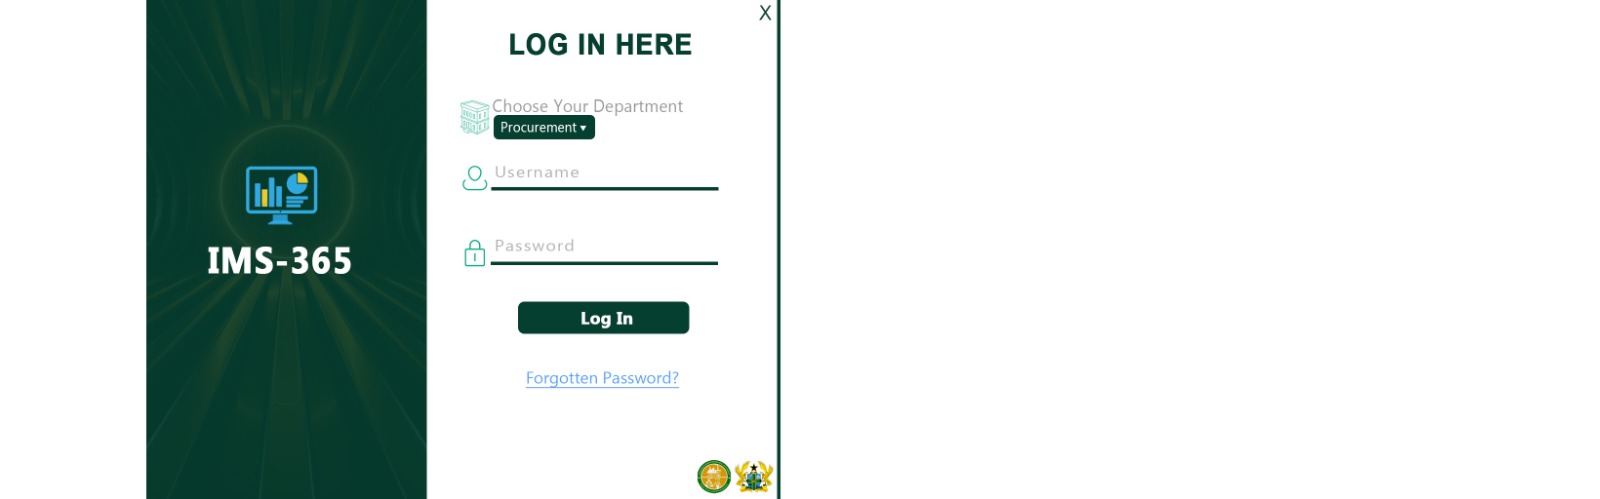 X
LOG IN HERE
Choose Your Department
Procurement
Username
IMS-365
Password
Log In
Forgotten Password?